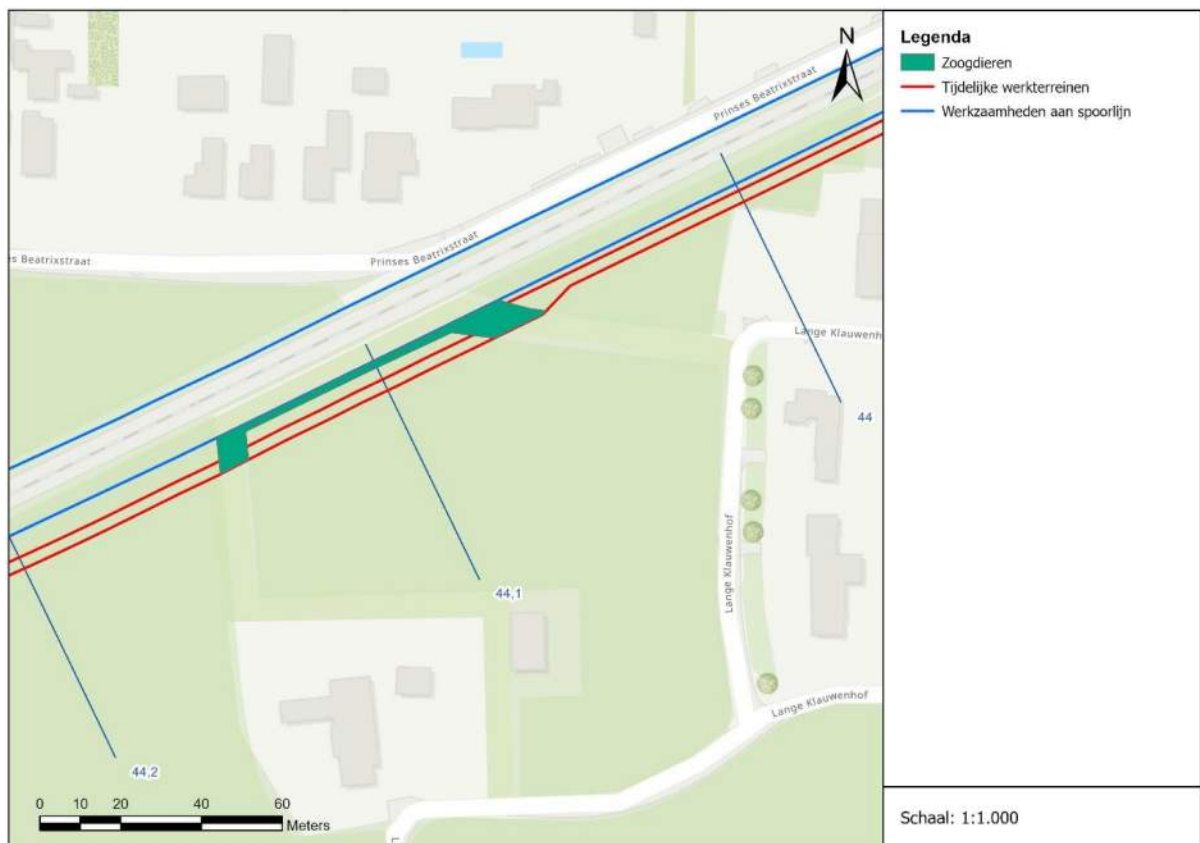 N
Prinses Beatrixstraat
Prinses Beatrixstraat
es Beatrixstraat
Lange Klauwenh
44
Lange Klauwenhof
44,1
Lange Klauwenhof
44,2
0 10 20 40 60
Meters
L
Legenda
Zoogdieren
Tijdelijke werkterreinen
Werkzaamheden aan spoorlijn
Schaal: 1:1.000